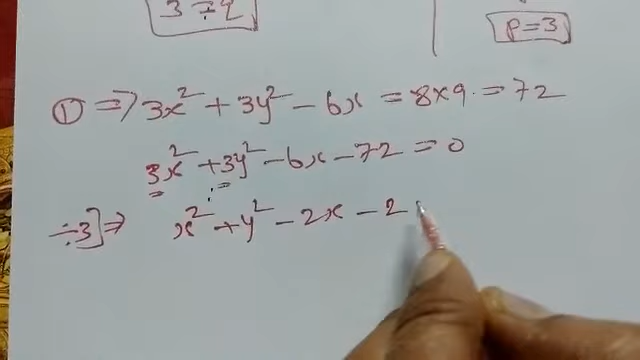 3 = q
p = 3
① ⇒ 3x² + 3y² − 6x = 8×9 = 72
3x² + 3y² − 6x − 72 = 0
÷3] ⇒ x² + y² − 2x − 2